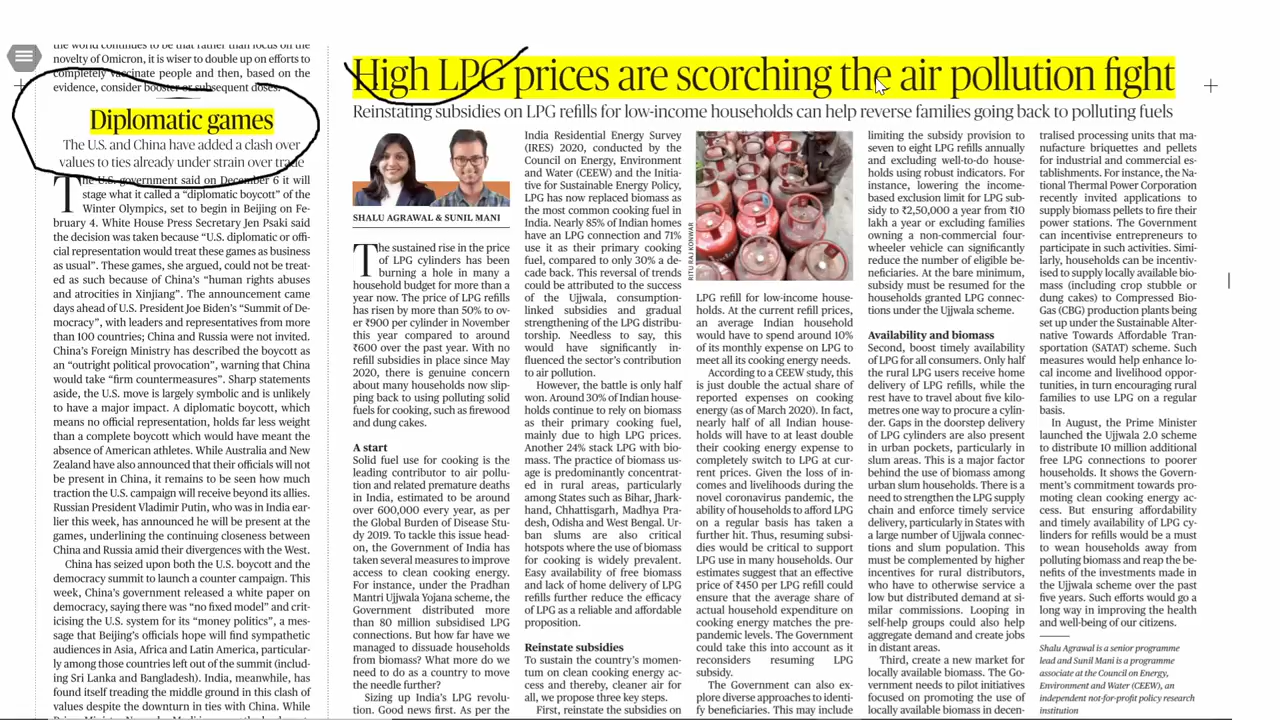 the world continues to be that rather than focus on the
novelty of Omicron, it is wiser to double up on efforts to
completely vaccinate people and then, based on the
evidence, consider booster or subsequent doses.
Diplomatic games
The U.S. and China have added a clash over
values to ties already under strain over trade
The U.S. government said on December 6 it will
stage what it called a “diplomatic boycott” of the
Winter Olympics, set to begin in Beijing on Fe-
bruary 4. White House Press Secretary Jen Psaki said
the decision was taken because “U.S. diplomatic or offi-
cial representation would treat these games as business
as usual”. These games, she argued, could not be treat-
ed as such because of China’s “human rights abuses
and atrocities in Xinjiang”. The announcement came
days ahead of U.S. President Joe Biden’s “Summit of De-
mocracy”, with leaders and representatives from more
than 100 countries; China and Russia were not invited.
China’s Foreign Ministry has described the boycott as
an “outright political provocation”, warning that China
would take “firm countermeasures”. Sharp statements
aside, the U.S. move is largely symbolic and is unlikely
to have a major impact. A diplomatic boycott, which
means no official representation, holds far less weight
than a complete boycott which would have meant the
absence of American athletes. While Australia and New
Zealand have also announced that their officials will not
be present in China, it remains to be seen how much
traction the U.S. campaign will receive beyond its allies.
Russian President Vladimir Putin, who was in India ear-
lier this week, has announced he will be present at the
games, underlining the continuing closeness between
China and Russia amid their divergences with the West.
China has seized upon both the U.S. boycott and the
democracy summit to launch a counter campaign. This
week, China’s government released a white paper on
democracy, saying there was “no fixed model” and crit-
icising the U.S. system for its “money politics”, a mes-
sage that Beijing’s officials hope will find sympathetic
audiences in Asia, Africa and Latin America, particular-
ly among those countries left out of the summit (includ-
ing Sri Lanka and Bangladesh). India, meanwhile, has
found itself treading the middle ground in this clash of
values despite the downturn in ties with China. While
High LPG prices are scorching the air pollution fight
Reinstating subsidies on LPG refills for low-income households can help reverse families going back to polluting fuels
SHALU AGRAWAL & SUNIL MANI
The sustained rise in the price
of LPG cylinders has been
burning a hole in many a
household budget for more than a
year now. The price of LPG refills
has risen by more than 50% to ov-
er ₹900 per cylinder in November
this year compared to around
₹600 over the past year. With no
refill subsidies in place since May
2020, there is genuine concern
about many households now slip-
ping back to using polluting solid
fuels for cooking, such as firewood
and dung cakes.
A start
Solid fuel use for cooking is the
leading contributor to air pollu-
tion and related premature deaths
in India, estimated to be around
over 600,000 every year, as per
the Global Burden of Disease Stu-
dy 2019. To tackle this issue head-
on, the Government of India has
taken several measures to improve
access to clean cooking energy.
For instance, under the Pradhan
Mantri Ujjwala Yojana scheme, the
Government distributed more
than 80 million subsidised LPG
connections. But how far have we
managed to dissuade households
from biomass? What more do we
need to do as a country to move
the needle further?
Sizing up India’s LPG revolu-
tion. Good news first. As per the
India Residential Energy Survey
(IRES) 2020, conducted by the
Council on Energy, Environment
and Water (CEEW) and the Initia-
tive for Sustainable Energy Policy,
LPG has now replaced biomass as
the most common cooking fuel in
India. Nearly 85% of Indian homes
have an LPG connection and 71%
use it as their primary cooking
fuel, compared to only 30% a de-
cade back. This reversal of trends
could be attributed to the success
of the Ujjwala, consumption-
linked subsidies and gradual
strengthening of the LPG distribu-
torship. Needless to say, this
would have significantly in-
fluenced the sector’s contribution
to air pollution.
However, the battle is only half
won. Around 30% of Indian house-
holds continue to rely on biomass
as their primary cooking fuel,
mainly due to high LPG prices.
Another 24% stack LPG with bio-
mass. The practice of biomass us-
age is predominantly concentrat-
ed in rural areas, particularly
among States such as Bihar, Jhark-
hand, Chhattisgarh, Madhya Pra-
desh, Odisha and West Bengal. Ur-
ban slums are also critical
hotspots where the use of biomass
for cooking is widely prevalent.
Easy availability of free biomass
and lack of home delivery of LPG
refills further reduce the efficacy
of LPG as a reliable and affordable
proposition.
Reinstate subsidies
To sustain the country’s momen-
tum on clean cooking energy ac-
cess and thereby, cleaner air for
all, we propose three key steps.
First, reinstate the subsidies on
RITU RAJ KONWAR
LPG refill for low-income house-
holds. At the current refill prices,
an average Indian household
would have to spend around 10%
of its monthly expense on LPG to
meet all its cooking energy needs.
According to a CEEW study, this
is just double the actual share of
reported expenses on cooking
energy (as of March 2020). In fact,
nearly half of all Indian house-
holds will have to at least double
their cooking energy expense to
completely switch to LPG at cur-
rent prices. Given the loss of in-
comes and livelihoods during the
novel coronavirus pandemic, the
ability of households to afford LPG
on a regular basis has taken a
further hit. Thus, resuming subsi-
dies would be critical to support
LPG use in many households. Our
estimates suggest that an effective
price of ₹450 per LPG refill could
ensure that the average share of
actual household expenditure on
cooking energy matches the pre-
pandemic levels. The Government
could take this into account as it
reconsiders resuming LPG
subsidy.
The Government can also ex-
plore diverse approaches to identi-
fy beneficiaries. This may include
limiting the subsidy provision to
seven to eight LPG refills annually
and excluding well-to-do house-
holds using robust indicators. For
instance, lowering the income-
based exclusion limit for LPG sub-
sidy to ₹2,50,000 a year from ₹10
lakh a year or excluding families
owning a non-commercial four-
wheeler vehicle can significantly
reduce the number of eligible be-
neficiaries. At the bare minimum,
subsidy must be resumed for the
households granted LPG connec-
tions under the Ujjwala scheme.
Availability and biomass
Second, boost timely availability
of LPG for all consumers. Only half
the rural LPG users receive home
delivery of LPG refills, while the
rest have to travel about five kilo-
metres one way to procure a cylin-
der. Gaps in the doorstep delivery
of LPG cylinders are also present
in urban pockets, particularly in
slum areas. This is a major factor
behind the use of biomass among
urban slum households. There is a
need to strengthen the LPG supply
chain and enforce timely service
delivery, particularly in States with
a large number of Ujjwala connec-
tions and slum population. This
must be complemented by higher
incentives for rural distributors,
who have to otherwise service a
low but distributed demand at si-
milar commissions. Looping in
self-help groups could also help
aggregate demand and create jobs
in distant areas.
Third, create a new market for
locally available biomass. The Go-
vernment needs to pilot initiatives
focused on promoting the use of
locally available biomass in decen-
tralised processing units that ma-
nufacture briquettes and pellets
for industrial and commercial es-
tablishments. For instance, the Na-
tional Thermal Power Corporation
recently invited applications to
supply biomass pellets to fire their
power stations. The Government
can incentivise entrepreneurs to
participate in such activities. Simi-
larly, households can be incentiv-
ised to supply locally available bio-
mass (including crop stubble or
dung cakes) to Compressed Bio-
Gas (CBG) production plants being
set up under the Sustainable Alter-
native Towards Affordable Tran-
sportation (SATAT) scheme. Such
measures would help enhance lo-
cal income and livelihood oppor-
tunities, in turn encouraging rural
families to use LPG on a regular
basis.
In August, the Prime Minister
launched the Ujjwala 2.0 scheme
to distribute 10 million additional
free LPG connections to poorer
households. It shows the Govern-
ment’s commitment towards pro-
moting clean cooking energy ac-
cess. But ensuring affordability
and timely availability of LPG cy-
linders for refills would be a must
to wean households away from
polluting biomass and reap the be-
nefits of the investments made in
the Ujjwala scheme over the past
five years. Such efforts would go a
long way in improving the health
and well-being of our citizens.
Shalu Agrawal is a senior programme
lead and Sunil Mani is a programme
associate at the Council on Energy,
Environment and Water (CEEW), an
independent not-for-profit policy research
institution